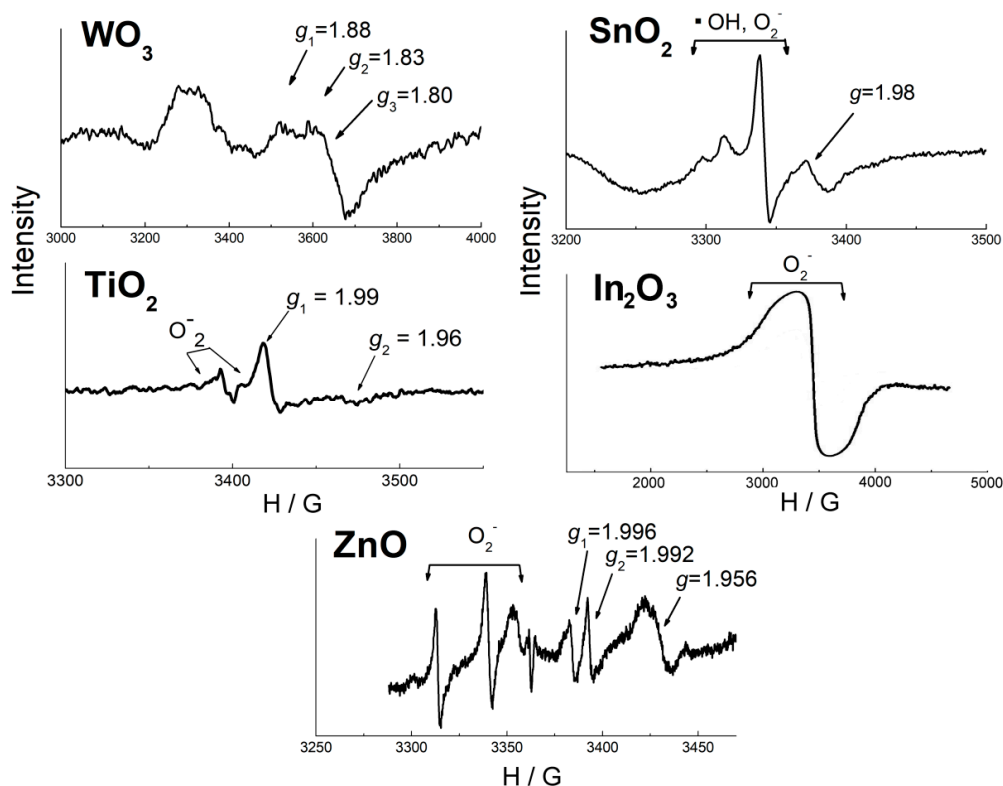 WO3
g1=1.88
g2=1.83
g3=1.80
Intensity
3000 3200 3400 3600 3800 4000
SnO2
▪ OH, O2-
g=1.98
Intensity
3200 3300 3400 3500
TiO2
O-2
g1 = 1.99
g2 = 1.96
3300 3400 3500
H / G
In2O3
O2-
2000 3000 4000 5000
H / G
ZnO
O2-
g1=1.996
g2=1.992
g=1.956
3250 3300 3350 3400 3450
H / G